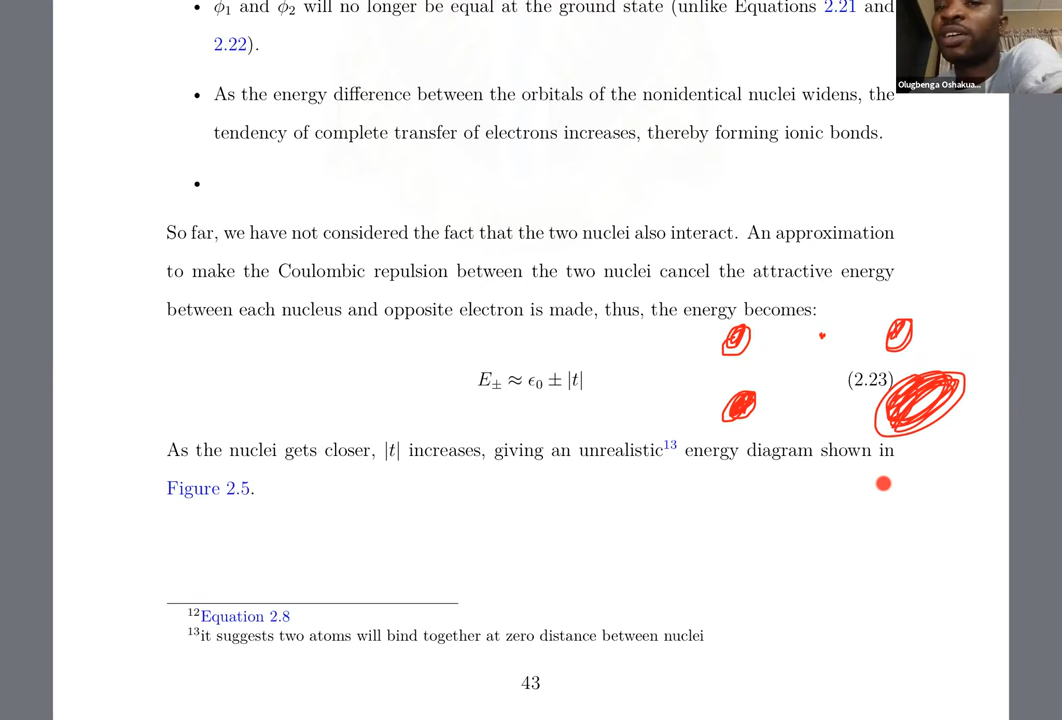 • ϕ₁ and ϕ₂ will no longer be equal at the ground state (unlike Equations 2.21 and
2.22).
Olugbenga Oshakua...
• As the energy difference between the orbitals of the nonidentical nuclei widens, the
tendency of complete transfer of electrons increases, thereby forming ionic bonds.
•
So far, we have not considered the fact that the two nuclei also interact. An approximation
to make the Coulombic repulsion between the two nuclei cancel the attractive energy
between each nucleus and opposite electron is made, thus, the energy becomes:
E± ≈ ϵ₀ ± |t| (2.23)
As the nuclei gets closer, |t| increases, giving an unrealistic¹³ energy diagram shown in
Figure 2.5.
¹²Equation 2.8
¹³it suggests two atoms will bind together at zero distance between nuclei
43